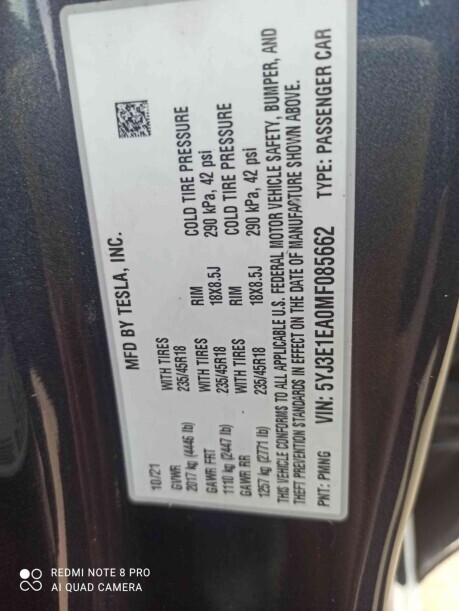 MFD BY TESLA, INC.
10/21
GVWR WITH TIRES RIM COLD TIRE PRESSURE
2017 kg (4446 lb) 235/45R18 18X8.5J 290 kPa, 42 psi
GAWR FRT WITH TIRES RIM COLD TIRE PRESSURE
1110 kg (2447 lb) 235/45R18 18X8.5J 290 kPa, 42 psi
GAWR RR
1257 kg (2771 lb)
THIS VEHICLE CONFORMS TO ALL APPLICABLE U.S. FEDERAL MOTOR VEHICLE SAFETY, BUMPER, AND
THEFT PREVENTION STANDARDS IN EFFECT ON THE DATE OF MANUFACTURE SHOWN ABOVE.
PNT: PMNG VIN: 5YJ3E1EA0MF085662 TYPE: PASSENGER CAR
REDMI NOTE 8 PRO
AI QUAD CAMERA